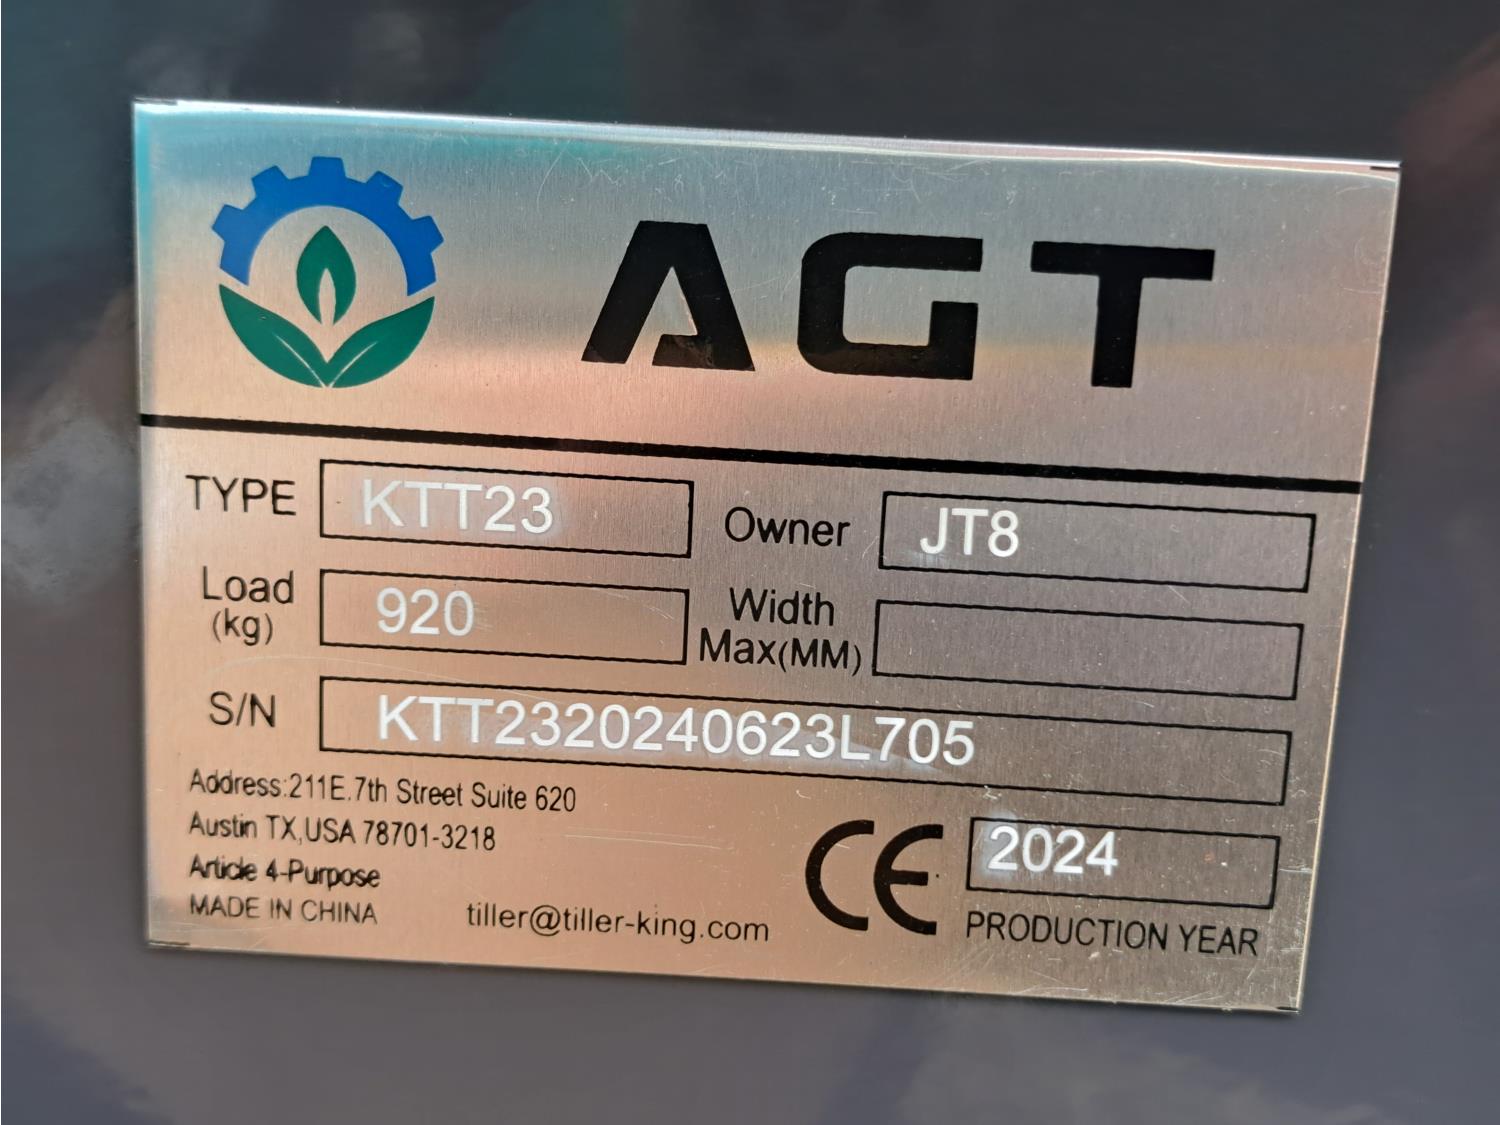 AGT
TYPE KTT23 Owner JT8
Load (kg) 920 Width Max(MM)
S/N KTT2320240623L705
Address:211E.7th Street Suite 620
Austin TX,USA 78701-3218
Article 4-Purpose
MADE IN CHINA
tiller@tiller-king.com
CE 2024
PRODUCTION YEAR